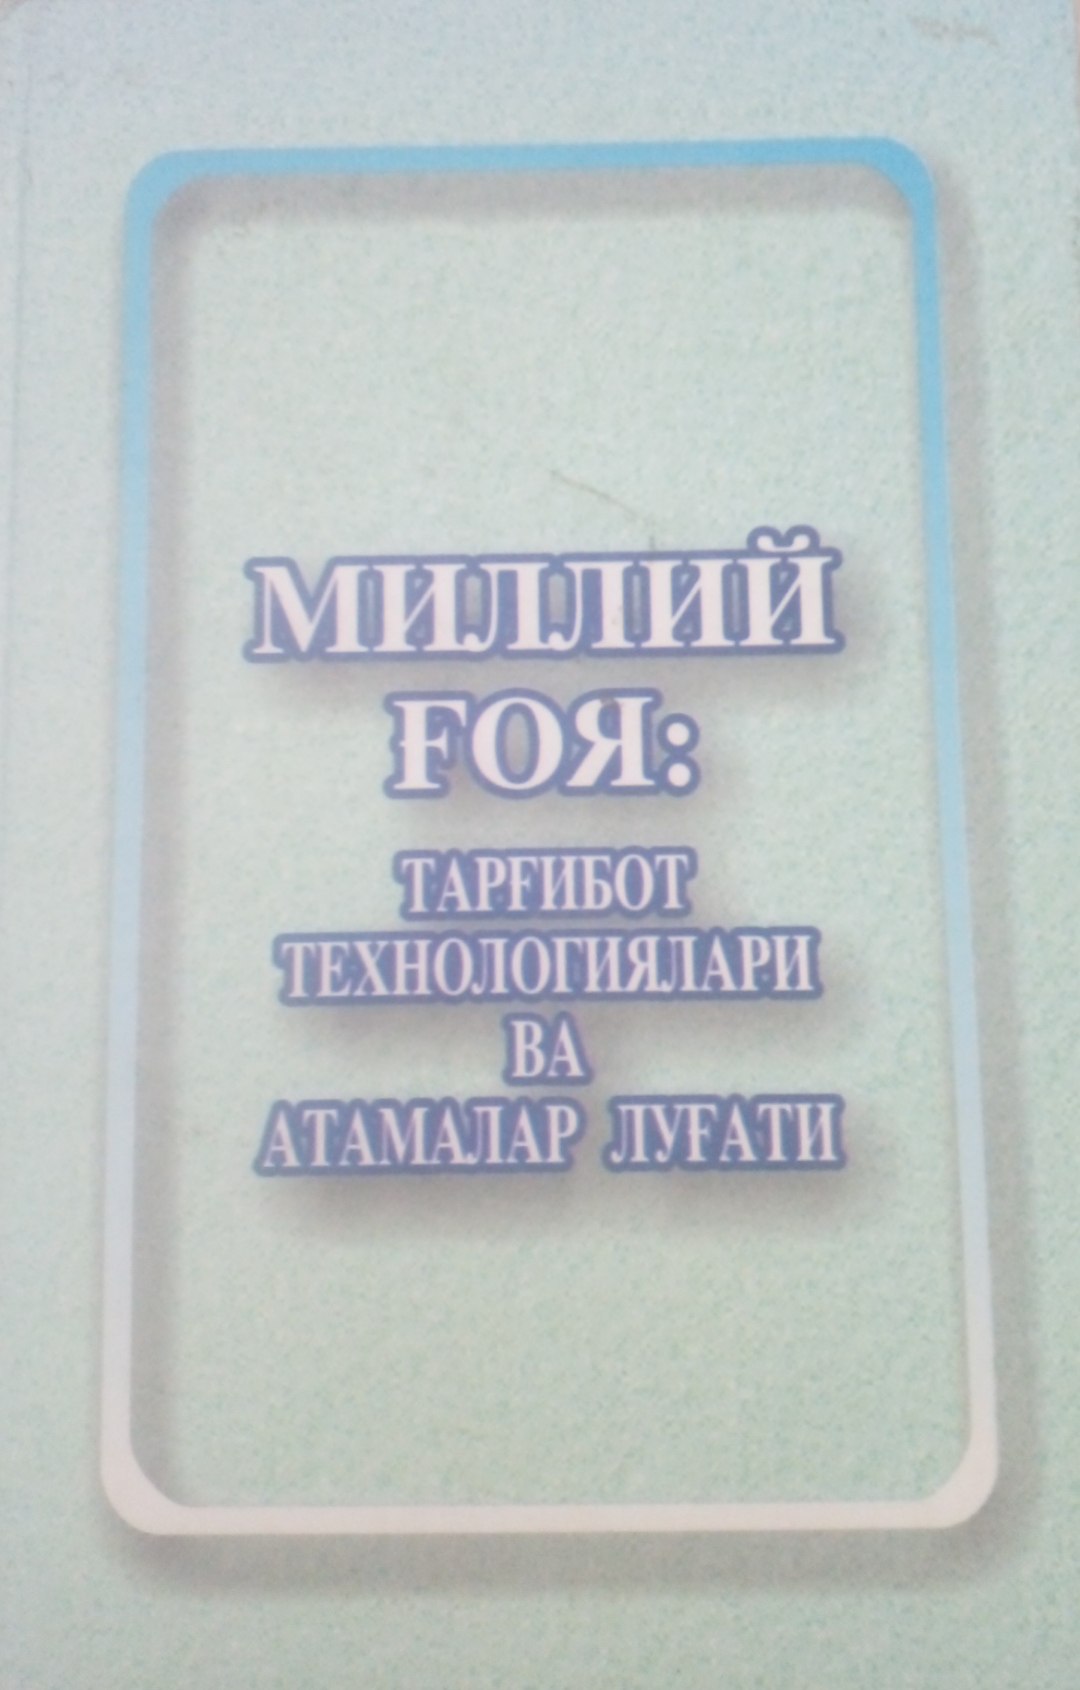 МИЛЛИЙ
ҒОЯ:
ТАРҒИБОТ
ТЕХНОЛОГИЯЛАРИ
ВА
АТАМАЛАР ЛУҒАТИ